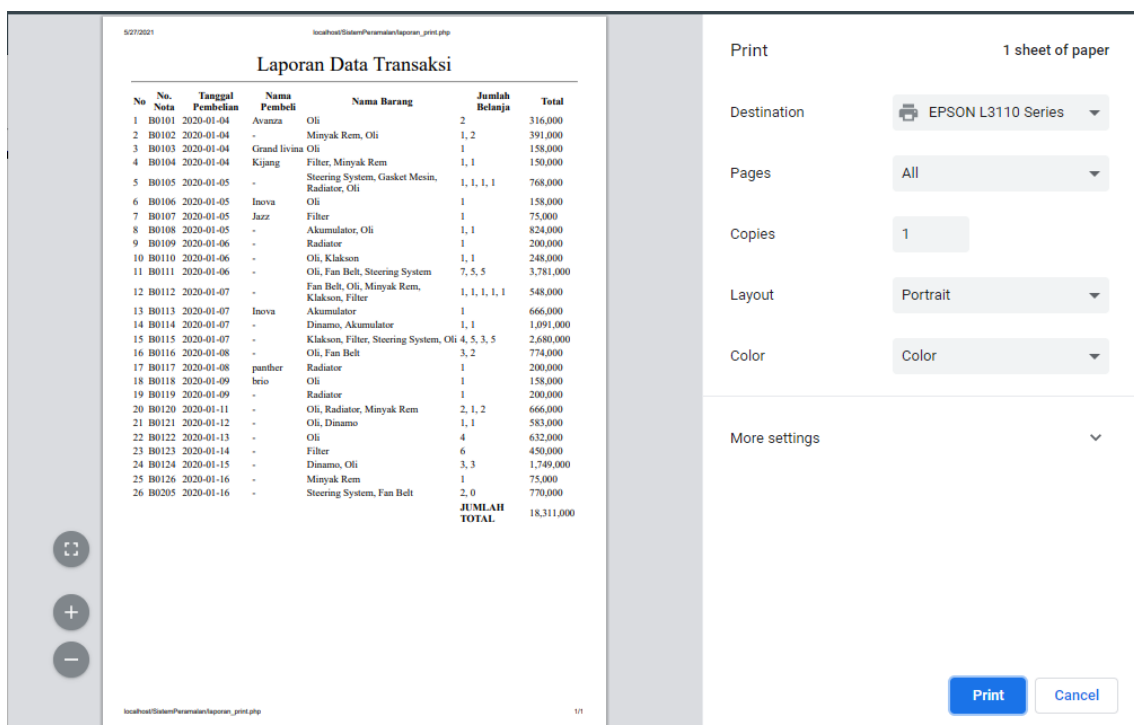 5/27/2021 localhost/SistemPeramalan/laporan_print.php
Laporan Data Transaksi
No No. Nota Tanggal Pembelian Nama Pembeli Nama Barang Jumlah Belanja Total
1 B0101 2020-01-04 Avanza Oli 2 316,000
2 B0102 2020-01-04 - Minyak Rem, Oli 1, 2 391,000
3 B0103 2020-01-04 Grand livina Oli 1 158,000
4 B0104 2020-01-04 Kijang Filter, Minyak Rem 1, 1 150,000
5 B0105 2020-01-05 - Steering System, Gasket Mesin, Radiator, Oli 1, 1, 1, 1 768,000
6 B0106 2020-01-05 Inova Oli 1 158,000
7 B0107 2020-01-05 Jazz Filter 1 75,000
8 B0108 2020-01-05 - Akumulator, Oli 1, 1 824,000
9 B0109 2020-01-06 - Radiator 1 200,000
10 B0110 2020-01-06 - Oli, Klakson 1, 1 248,000
11 B0111 2020-01-06 - Oli, Fan Belt, Steering System 7, 5, 5 3,781,000
12 B0112 2020-01-07 - Fan Belt, Oli, Minyak Rem, Klakson, Filter 1, 1, 1, 1, 1 548,000
13 B0113 2020-01-07 Inova Akumulator 1 666,000
14 B0114 2020-01-07 - Dinamo, Akumulator 1, 1 1,091,000
15 B0115 2020-01-07 - Klakson, Filter, Steering System, Oli 4, 5, 3, 5 2,680,000
16 B0116 2020-01-08 - Oli, Fan Belt 3, 2 774,000
17 B0117 2020-01-08 panther Radiator 1 200,000
18 B0118 2020-01-09 brio Oli 1 158,000
19 B0119 2020-01-09 - Radiator 1 200,000
20 B0120 2020-01-11 - Oli, Radiator, Minyak Rem 2, 1, 2 666,000
21 B0121 2020-01-12 - Oli, Dinamo 1, 1 583,000
22 B0122 2020-01-13 - Oli 4 632,000
23 B0123 2020-01-14 - Filter 6 450,000
24 B0124 2020-01-15 - Dinamo, Oli 3, 3 1,749,000
25 B0126 2020-01-16 - Minyak Rem 1 75,000
26 B0205 2020-01-16 - Steering System, Fan Belt 2, 0 770,000
JUMLAH TOTAL 18,311,000
localhost/SistemPeramalan/laporan_print.php 1/1
Print 1 sheet of paper
Destination EPSON L3110 Series
Pages All
Copies 1
Layout Portrait
Color Color
More settings
Print Cancel